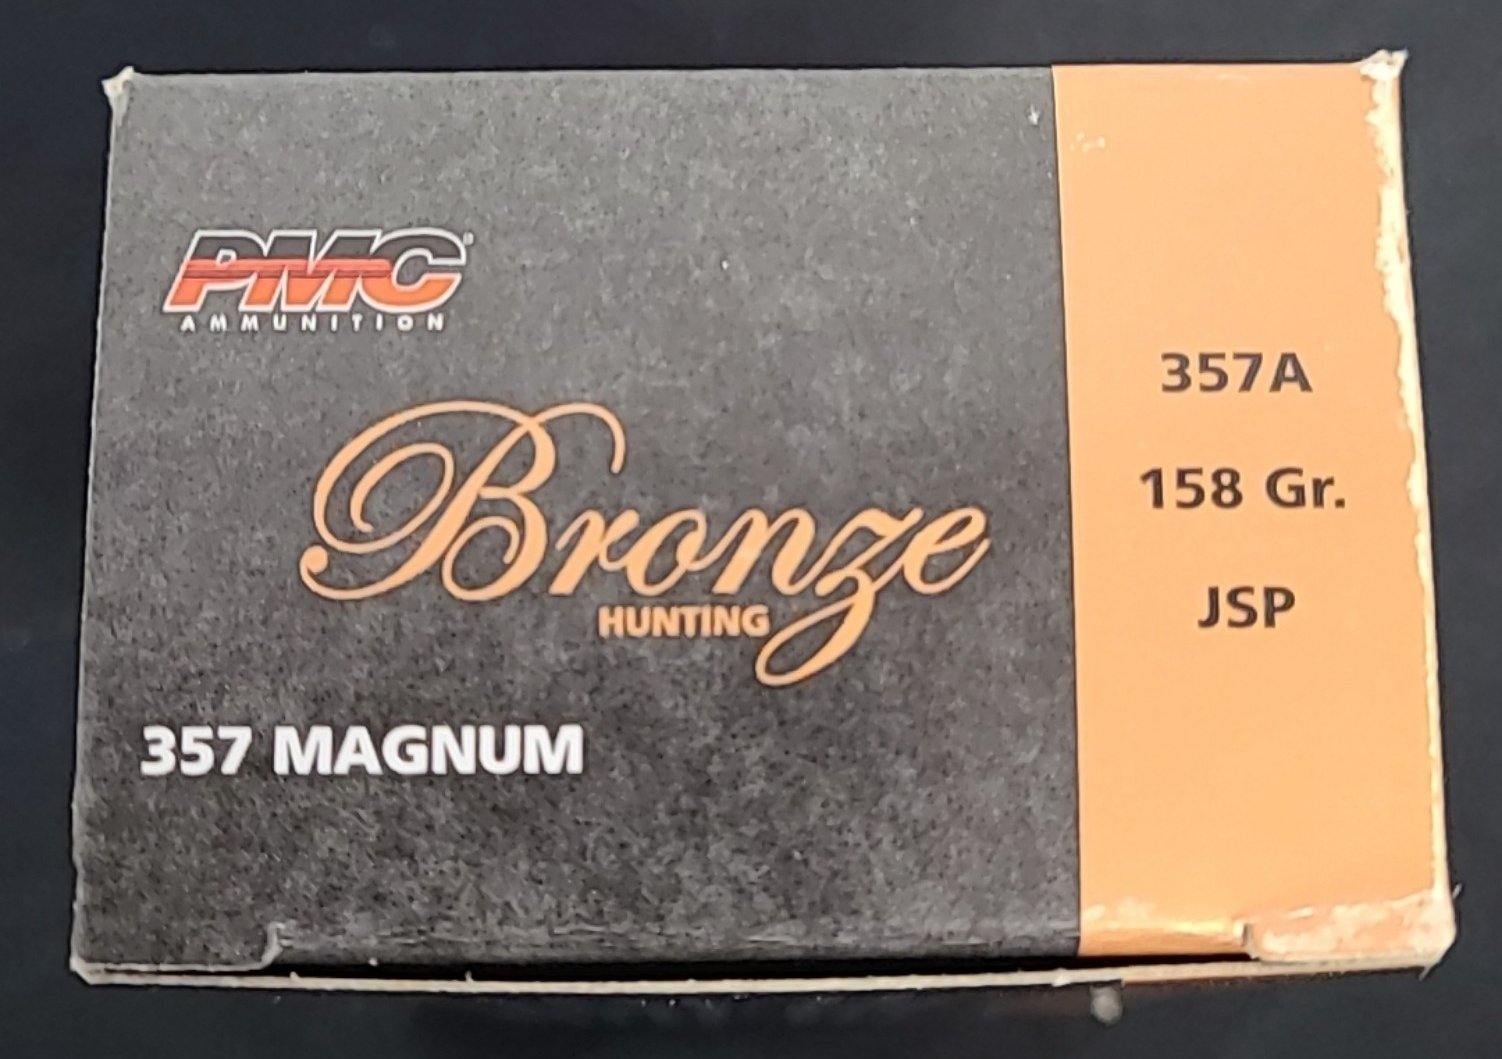 PMC®
AMMUNITION
Bronze
HUNTING
357 MAGNUM
357A
158 Gr.
JSP